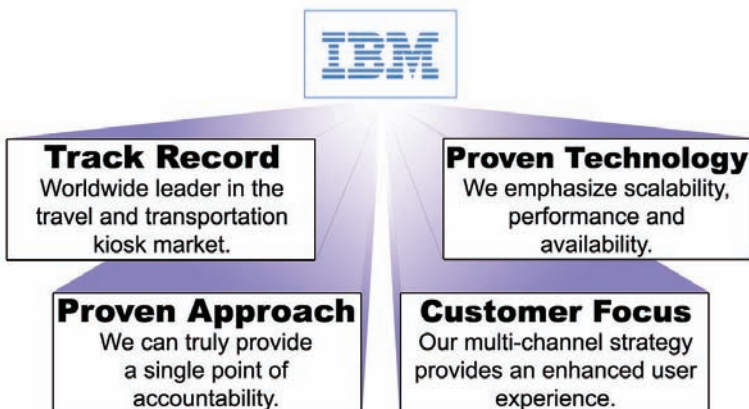 IBM
Track Record
Worldwide leader in the
travel and transportation
kiosk market.
Proven Technology
We emphasize scalability,
performance and
availability.
Proven Approach
We can truly provide
a single point of
accountability.
Customer Focus
Our multi-channel strategy
provides an enhanced user
experience.